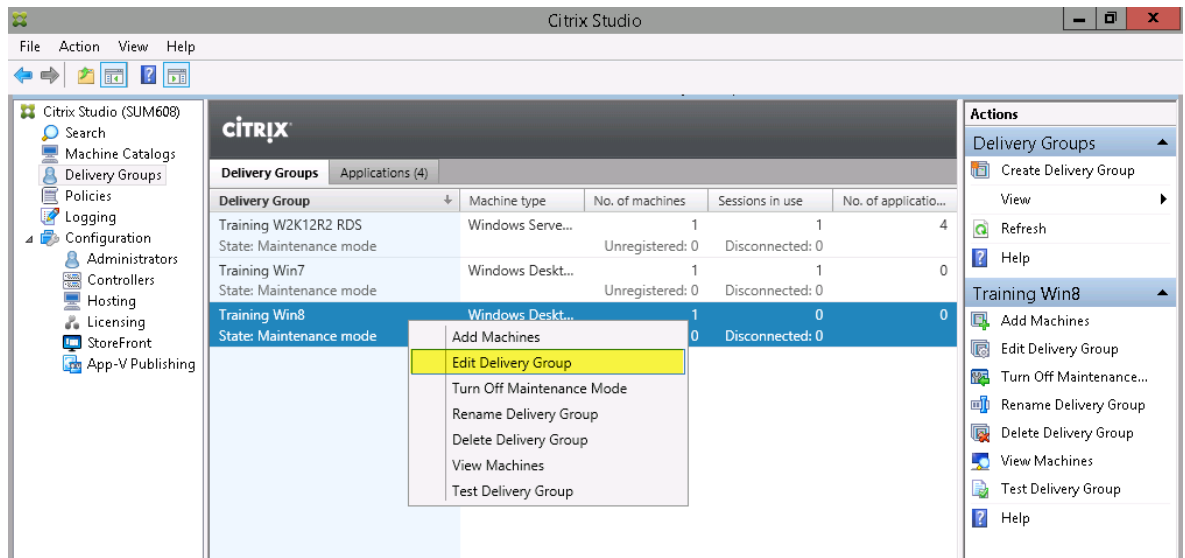 Citrix Studio
File Action View Help
Citrix Studio (SUM608)
Search
Machine Catalogs
Delivery Groups
Policies
Logging
Configuration
Administrators
Controllers
Hosting
Licensing
StoreFront
App-V Publishing
CİTRIX
Delivery Groups Applications (4)
Delivery Group Machine type No. of machines Sessions in use No. of applicatio...
Training W2K12R2 RDS Windows Serve... 1 1 4
State: Maintenance mode Unregistered: 0 Disconnected: 0
Training Win7 Windows Deskt... 1 1 0
State: Maintenance mode Unregistered: 0 Disconnected: 0
Training Win8 Windows Deskt... 1 0 0
State: Maintenance mode 0 Disconnected: 0
Add Machines
Edit Delivery Group
Turn Off Maintenance Mode
Rename Delivery Group
Delete Delivery Group
View Machines
Test Delivery Group
Actions
Delivery Groups
Create Delivery Group
View
Refresh
Help
Training Win8
Add Machines
Edit Delivery Group
Turn Off Maintenance...
Rename Delivery Group
Delete Delivery Group
View Machines
Test Delivery Group
Help